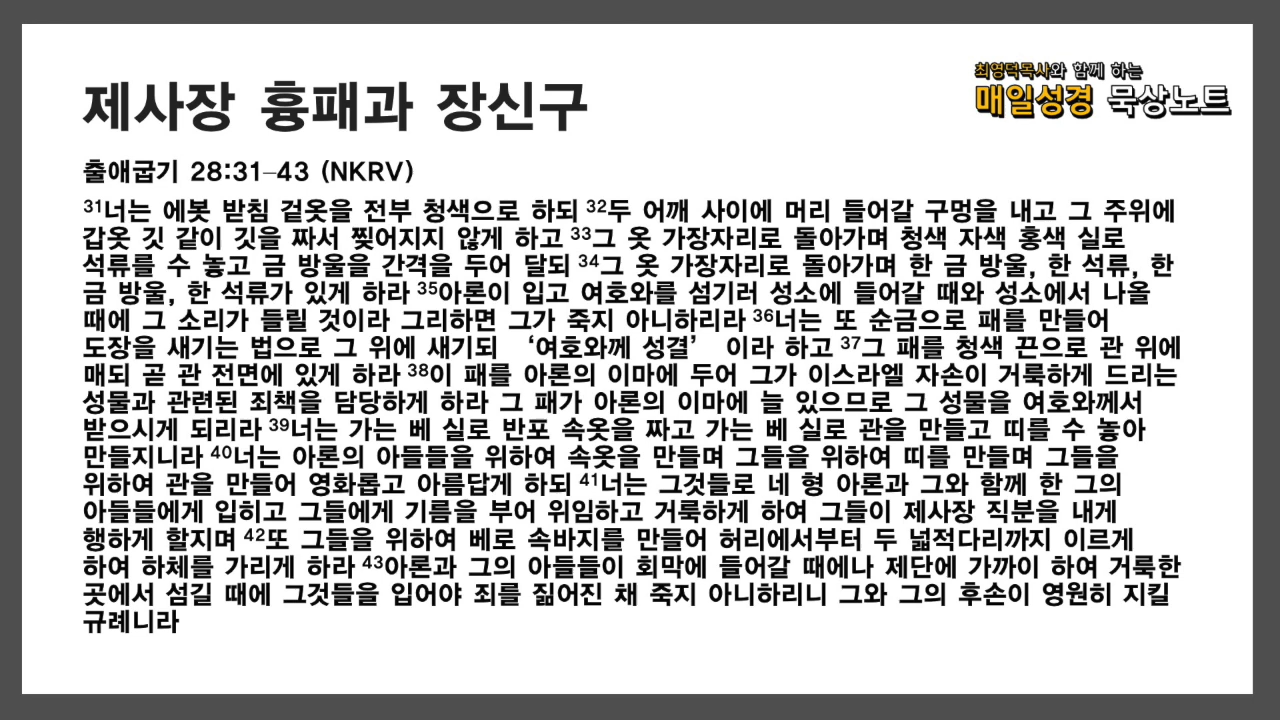 최영덕목사와 함께 하는
매일성경 묵상노트
제사장 흉패과 장신구
출애굽기 28:31–43 (NKRV)
31너는 에봇 받침 겉옷을 전부 청색으로 하되 32두 어깨 사이에 머리 들어갈 구멍을 내고 그 주위에
갑옷 깃 같이 깃을 짜서 찢어지지 않게 하고 33그 옷 가장자리로 돌아가며 청색 자색 홍색 실로
석류를 수 놓고 금 방울을 간격을 두어 달되 34그 옷 가장자리로 돌아가며 한 금 방울, 한 석류, 한
금 방울, 한 석류가 있게 하라 35아론이 입고 여호와를 섬기러 성소에 들어갈 때와 성소에서 나올
때에 그 소리가 들릴 것이라 그리하면 그가 죽지 아니하리라 36너는 또 순금으로 패를 만들어
도장을 새기는 법으로 그 위에 새기되 ‘여호와께 성결’ 이라 하고 37그 패를 청색 끈으로 관 위에
매되 곧 관 전면에 있게 하라 38이 패를 아론의 이마에 두어 그가 이스라엘 자손이 거룩하게 드리는
성물과 관련된 죄책을 담당하게 하라 그 패가 아론의 이마에 늘 있으므로 그 성물을 여호와께서
받으시게 되리라 39너는 가는 베 실로 반포 속옷을 짜고 가는 베 실로 관을 만들고 띠를 수 놓아
만들지니라 40너는 아론의 아들들을 위하여 속옷을 만들며 그들을 위하여 띠를 만들며 그들을
위하여 관을 만들어 영화롭고 아름답게 하되 41너는 그것들로 네 형 아론과 그와 함께 한 그의
아들들에게 입히고 그들에게 기름을 부어 위임하고 거룩하게 하여 그들이 제사장 직분을 내게
행하게 할지며 42또 그들을 위하여 베로 속바지를 만들어 허리에서부터 두 넓적다리까지 이르게
하여 하체를 가리게 하라 43아론과 그의 아들들이 회막에 들어갈 때에나 제단에 가까이 하여 거룩한
곳에서 섬길 때에 그것들을 입어야 죄를 짊어진 채 죽지 아니하리니 그와 그의 후손이 영원히 지킬
규례니라